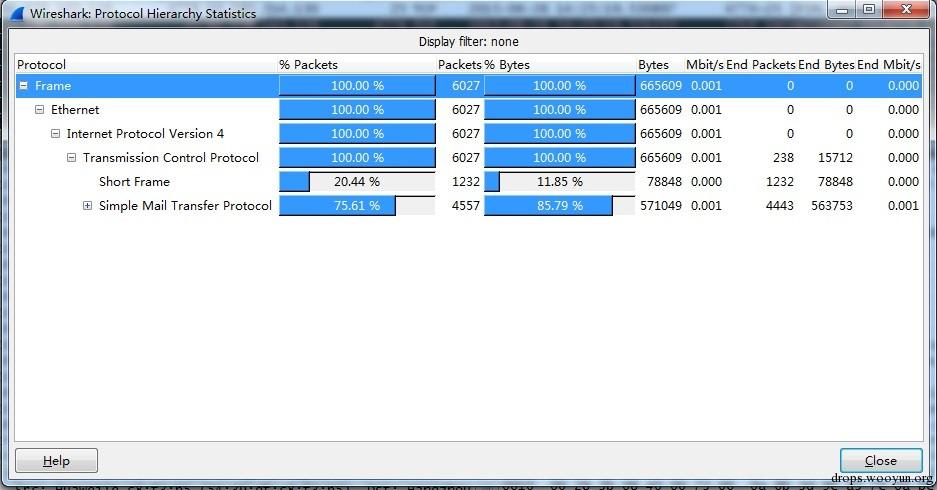 Wireshark: Protocol Hierarchy Statistics
Display filter: none
Protocol % Packets Packets % Bytes Bytes Mbit/s End Packets End Bytes End Mbit/s
Frame 100.00 % 6027 100.00 % 665609 0.001 0 0 0.000
Ethernet 100.00 % 6027 100.00 % 665609 0.001 0 0 0.000
Internet Protocol Version 4 100.00 % 6027 100.00 % 665609 0.001 0 0 0.000
Transmission Control Protocol 100.00 % 6027 100.00 % 665609 0.001 238 15712 0.000
Short Frame 20.44 % 1232 11.85 % 78848 0.000 1232 78848 0.000
Simple Mail Transfer Protocol 75.61 % 4557 85.79 % 571049 0.001 4443 563753 0.001
Help Close
drops.wooyun.org